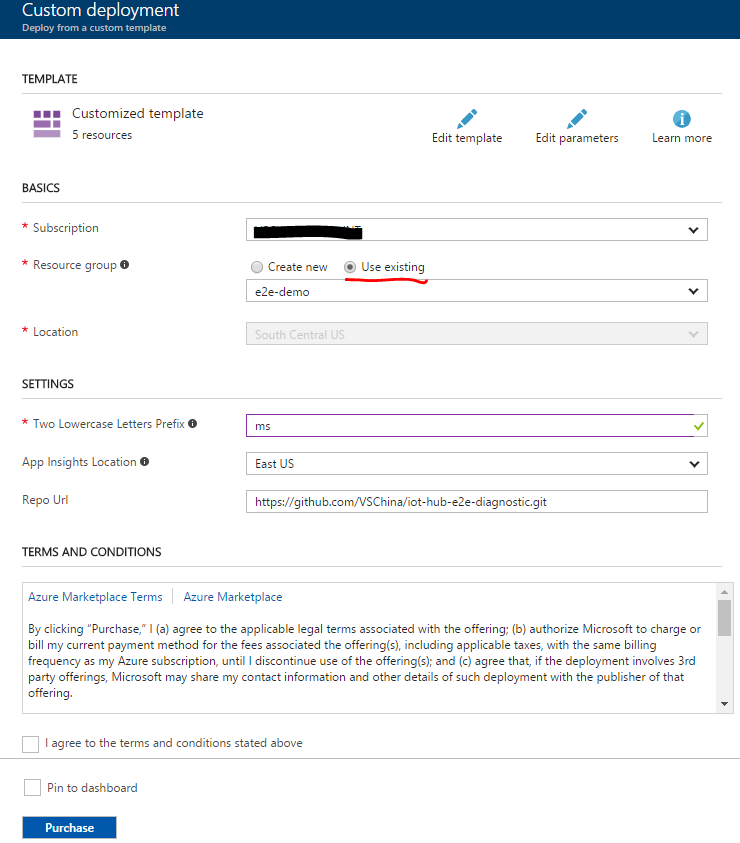 Custom deployment
Deploy from a custom template
TEMPLATE
Customized template
5 resources
Edit template
Edit parameters
Learn more
BASICS
* Subscription
* Resource group
Create new
Use existing
e2e-demo
* Location
South Central US
SETTINGS
* Two Lowercase Letters Prefix
ms
App Insights Location
East US
Repo Url
https://github.com/VSChina/iot-hub-e2e-diagnostic.git
TERMS AND CONDITIONS
Azure Marketplace Terms
Azure Marketplace
By clicking “Purchase,” I (a) agree to the applicable legal terms associated with the offering; (b) authorize Microsoft to charge or
bill my current payment method for the fees associated the offering(s), including applicable taxes, with the same billing
frequency as my Azure subscription, until I discontinue use of the offering(s); and (c) agree that, if the deployment involves 3rd
party offerings, Microsoft may share my contact information and other details of such deployment with the publisher of that
offering.
I agree to the terms and conditions stated above
Pin to dashboard
Purchase